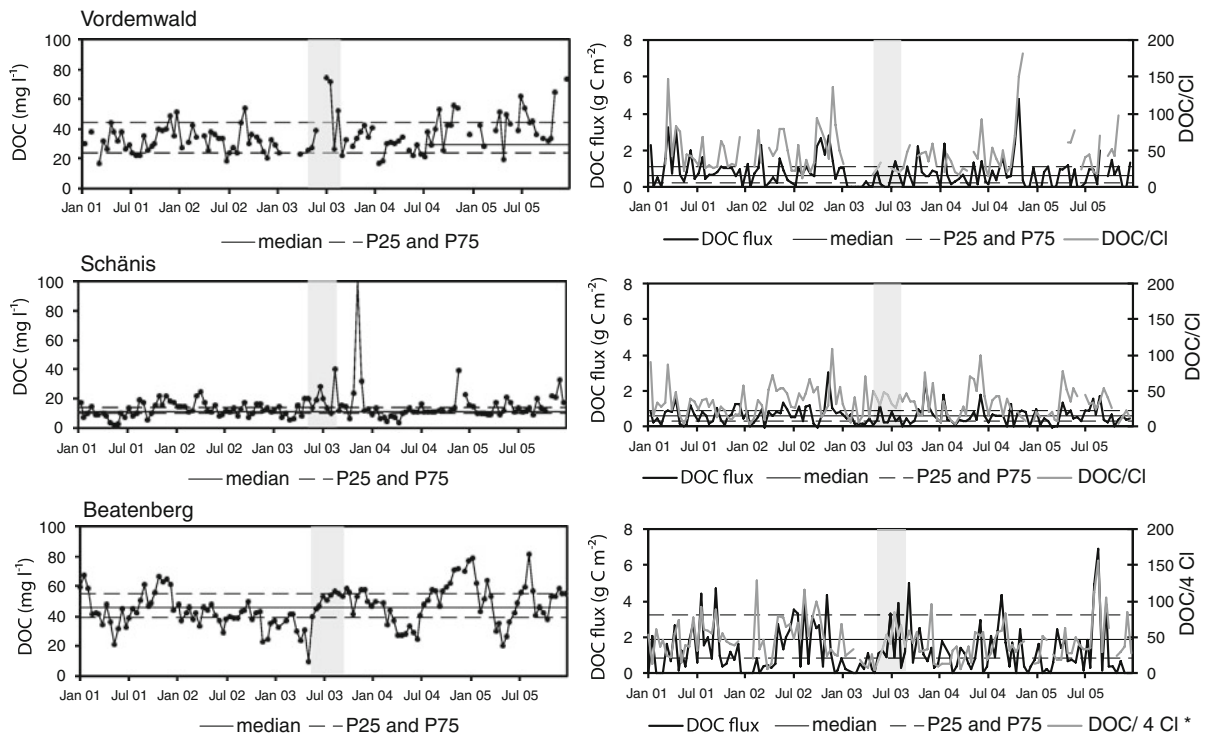 Vordemwald
DOC (mg l⁻¹)
100
80
60
40
20
0
Jan 01 Jul 01 Jan 02 Jul 02 Jan 03 Jul 03 Jan 04 Jul 04 Jan 05 Jul 05
median P25 and P75
DOC flux (g C m⁻²)
8
6
4
2
0
200
150
100
50
0
DOC/Cl
Jan 01 Jul 01 Jan 02 Jul 02 Jan 03 Jul 03 Jan 04 Jul 04 Jan 05 Jul 05
DOC flux median P25 and P75 DOC/Cl
Schänis
DOC (mg l⁻¹)
100
80
60
40
20
0
Jan 01 Jul 01 Jan 02 Jul 02 Jan 03 Jul 03 Jan 04 Jul 04 Jan 05 Jul 05
median P25 and P75
DOC flux (g C m⁻²)
8
6
4
2
0
200
150
100
50
0
DOC/Cl
Jan 01 Jul 01 Jan 02 Jul 02 Jan 03 Jul 03 Jan 04 Jul 04 Jan 05 Jul 05
DOC flux median P25 and P75 DOC/Cl
Beatenberg
DOC (mg l⁻¹)
100
80
60
40
20
0
Jan 01 Jul 01 Jan 02 Jul 02 Jan 03 Jul 03 Jan 04 Jul 04 Jan 05 Jul 05
median P25 and P75
DOC flux (g C m⁻²)
8
6
4
2
0
200
150
100
50
0
DOC/4 Cl
Jan 01 Jul 01 Jan 02 Jul 02 Jan 03 Jul 03 Jan 04 Jul 04 Jan 05 Jul 05
DOC flux median P25 and P75 DOC/ 4 Cl *